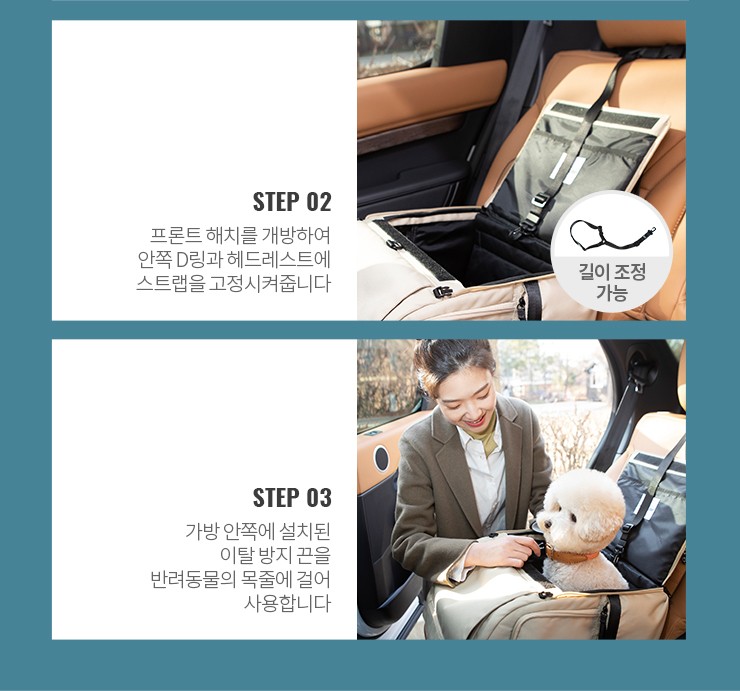 STEP 02
프론트 해치를 개방하여
안쪽 D링과 헤드레스트에
스트랩을 고정시켜줍니다
길이 조정
가능
STEP 03
가방 안쪽에 설치된
이탈 방지 끈을
반려동물의 목줄에 걸어
사용합니다